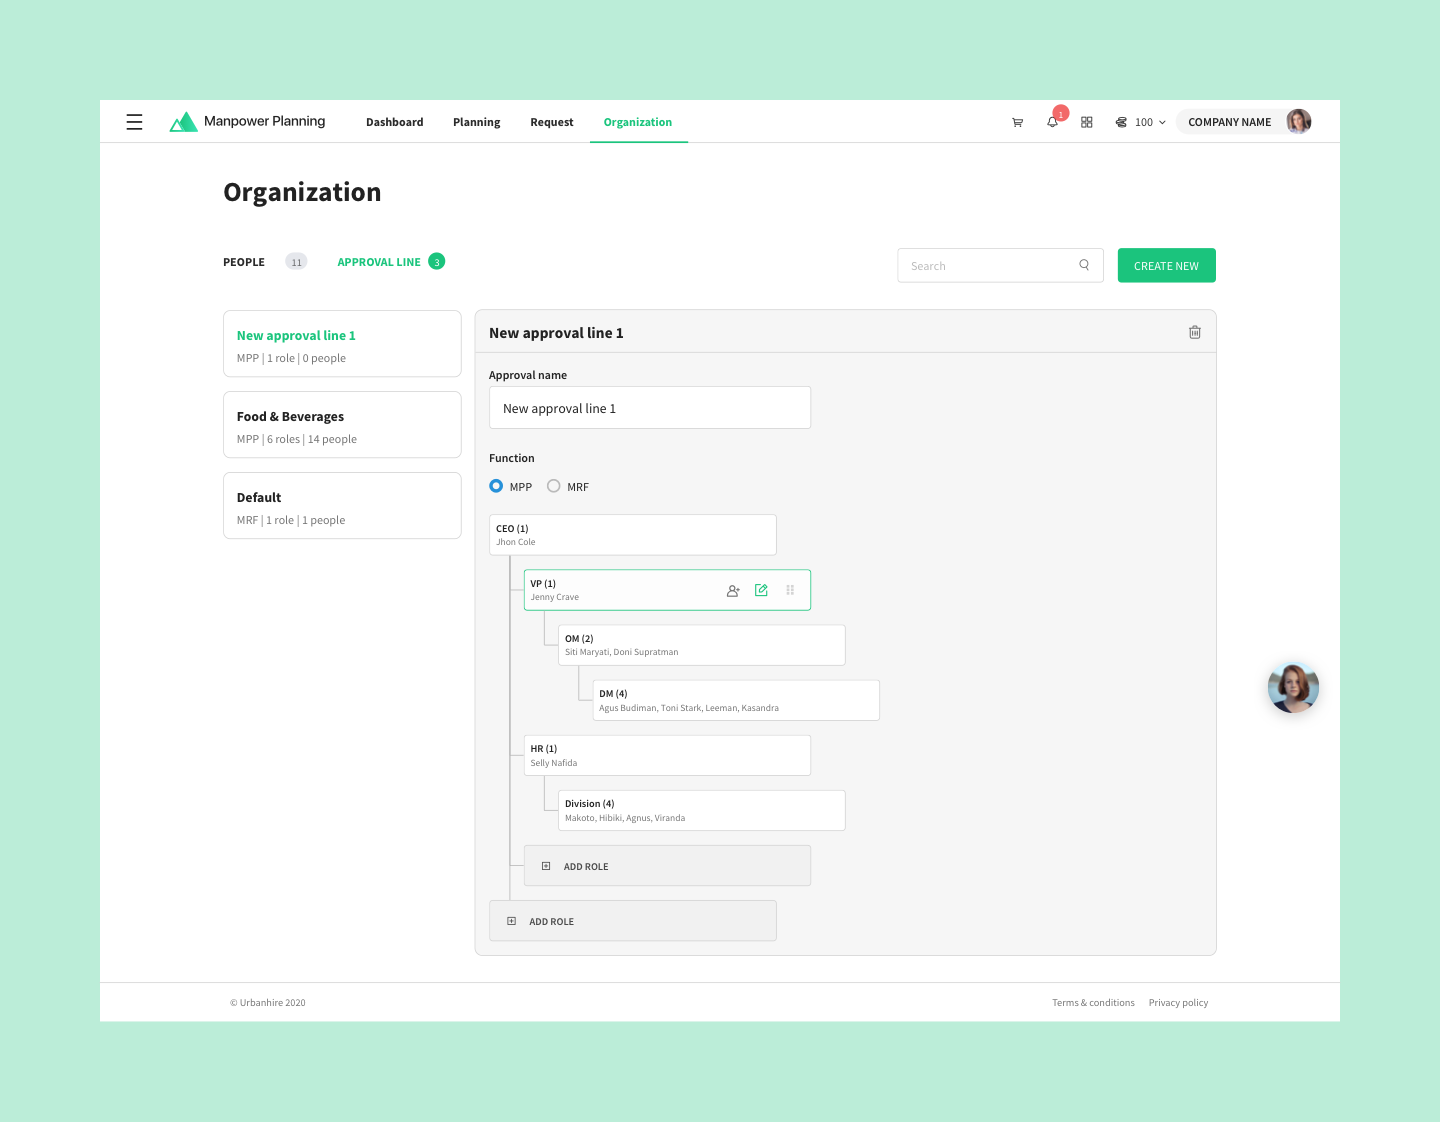 Manpower Planning
Dashboard
Planning
Request
Organization
1
100
COMPANY NAME
Organization
PEOPLE 11
APPROVAL LINE 3
Search
CREATE NEW
New approval line 1
MPP | 1 role | 0 people
Food & Beverages
MPP | 6 roles | 14 people
Default
MRF | 1 role | 1 people
New approval line 1
Approval name
New approval line 1
Function
MPP
MRF
CEO (1)
Jhon Cole
VP (1)
Jenny Crave
OM (2)
Siti Maryati, Doni Supratman
DM (4)
Agus Budiman, Toni Stark, Leeman, Kasandra
HR (1)
Selly Nafida
Division (4)
Makoto, Hibiki, Agnus, Viranda
ADD ROLE
ADD ROLE
© Urbanhire 2020
Terms & conditions
Privacy policy